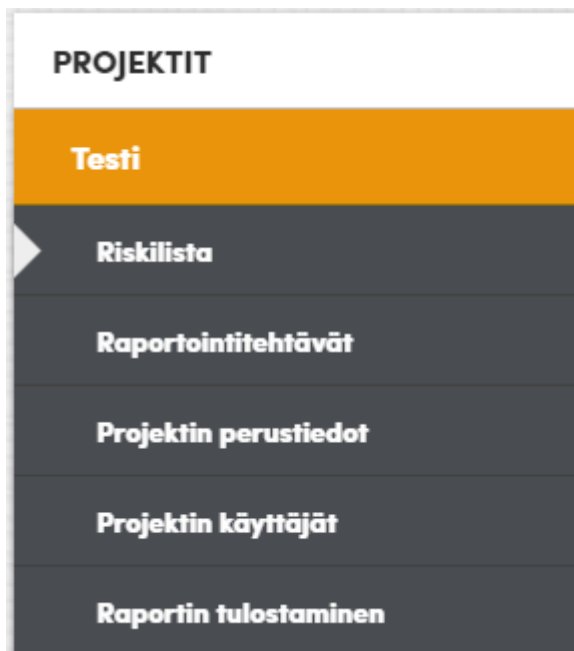 PROJEKTIT
Testi
Riskilista
Raportointitehtävät
Projektin perustiedot
Projektin käyttäjät
Raportin tulostaminen